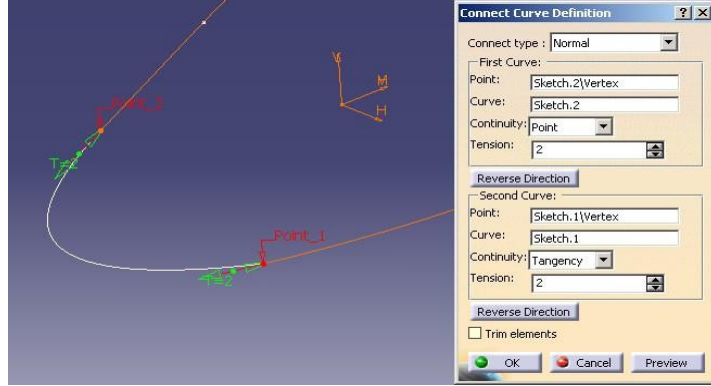 Connect Curve Definition
? X
Connect type : Normal
First Curve:
Point: Sketch.2\Vertex
Curve: Sketch.2
Continuity: Point
Tension: 2
Reverse Direction
Second Curve:
Point: Sketch.1\Vertex
Curve: Sketch.1
Continuity: Tangency
Tension: 2
Reverse Direction
Trim elements
OK Cancel Preview
V
H
T=2
Point_1
T=2